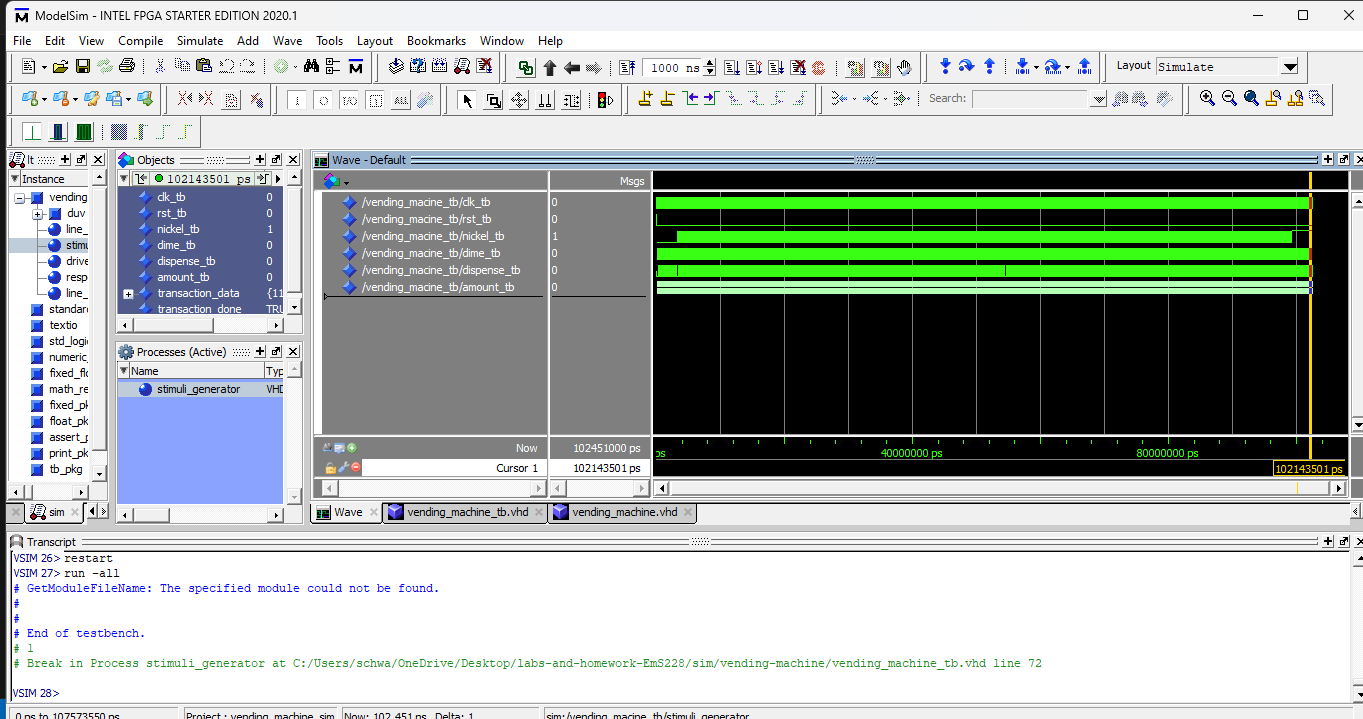 ModelSim - INTEL FPGA STARTER EDITION 2020.1
File Edit View Compile Simulate Add Wave Tools Layout Bookmarks Window Help
1000 ns
Layout Simulate
Search:
It
Instance
vending
duv
line_
stimu
drive
resp
line_
standard
textio
std_logi
numeric_
fixed_flo
math_re
fixed_pk
float_pk
assert_p
print_pk
tb_pkg
sim
Objects
102143501 ps
clk_tb 0
rst_tb 0
nickel_tb 1
dime_tb 0
dispense_tb 0
amount_tb 0
transaction_data {11
transaction_done TRU
Processes (Active)
Name Typ
stimuli_generator VHD
Wave - Default
Msgs
/vending_macine_tb/clk_tb 0
/vending_macine_tb/rst_tb 0
/vending_macine_tb/nickel_tb 1
/vending_macine_tb/dime_tb 0
/vending_macine_tb/dispense_tb 0
/vending_macine_tb/amount_tb 0
Now 102451000 ps
ps 40000000 ps 80000000 ps
Cursor 1 102143501 ps
102143501 ps
Wave vending_machine_tb.vhd vending_machine.vhd
Transcript
VSIM 26> restart
VSIM 27> run -all
# GetModuleFileName: The specified module could not be found.
#
#
# End of testbench.
# 1
# Break in Process stimuli_generator at C:/Users/schwa/OneDrive/Desktop/labs-and-homework-EmS228/sim/vending-machine/vending_machine_tb.vhd line 72
VSIM 28>
0 ps to 107573550 ps Project : vending_machine_sim Now: 102,451 ps Delta: 1 sim:/vending_macine_tb/stimuli_generator